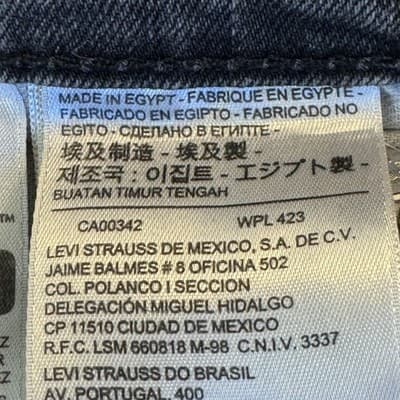 MADE IN EGYPT - FABRIQUE EN EGYPTE -
FABRICADO EN EGIPTO - FABRICADO NO
EGITO - СДЕЛАНО В ЕГИПТЕ -
埃及制造 - 埃及製 -
제조국 : 이집트 - エジプト製 -
BUATAN TIMUR TENGAH
CA00342 WPL 423
LEVI STRAUSS DE MEXICO, S.A. DE C.V.
JAIME BALMES # 8 OFICINA 502
COL. POLANCO I SECCION
DELEGACIÓN MIGUEL HIDALGO
CP 11510 CIUDAD DE MEXICO
R.F.C. LSM 660818 M-98 C.N.I.V. 3337
LEVI STRAUSS DO BRASIL
AV. PORTUGAL, 400
TM